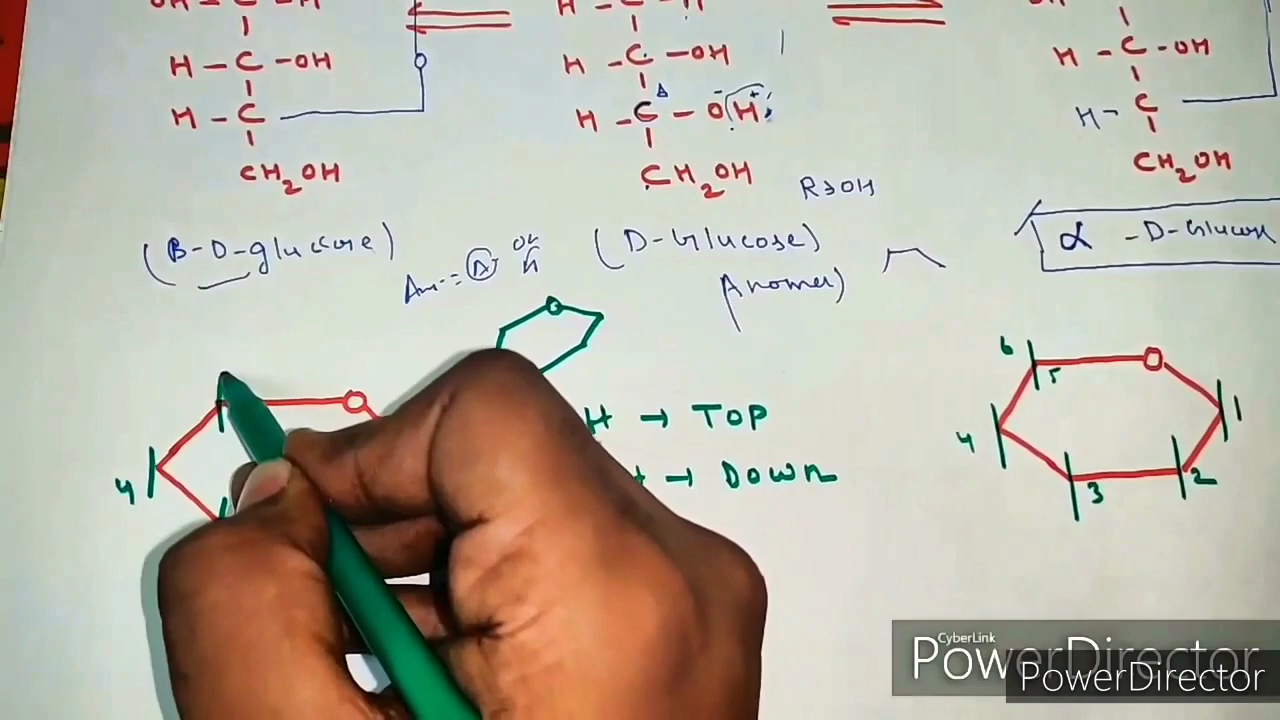 H - C - OH
H - C
CH2OH
H - C - OH
H - C - OH
CH2OH
H - C - OH
H - C
CH2OH
R > OH
(B-D-glucose)
(D-Glucose)
Anomer)
α - D-Glucose
H → TOP
→ DOWN
4
6
5
4
3
2
1
CyberLink
PowerDirector
PowerDirector